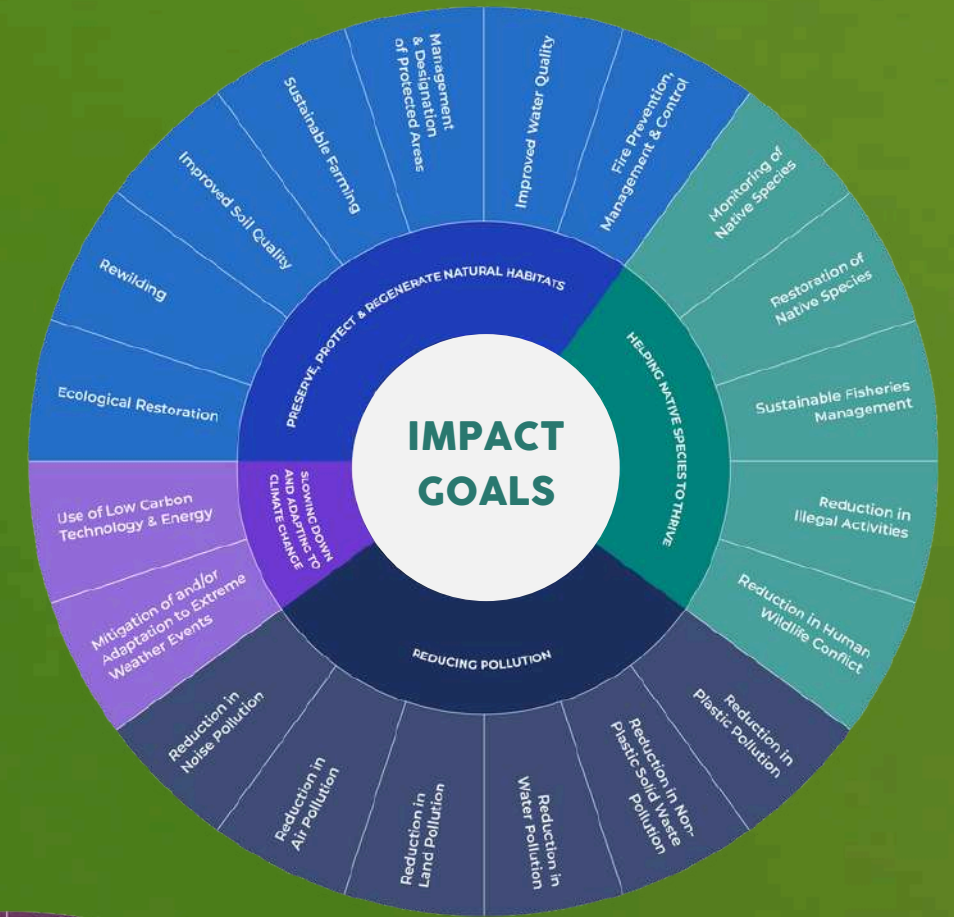 IMPACT
GOALS
PRESERVE, PROTECT & REGENERATE NATURAL HABITATS
Ecological Restoration
Rewilding
Improved Soil Quality
Sustainable Farming
Management
& Designation
of Protected Areas
Improved Water Quality
Fire Prevention,
Management & Control
HELPING NATIVE SPECIES TO THRIVE
Monitoring of
Native Species
Restoration of
Native Species
Sustainable Fisheries
Management
Reduction in
Illegal Activities
Reduction in Human
Wildlife Conflict
REDUCING POLLUTION
Reduction in
Plastic Pollution
Reduction in Non-
Plastic Solid Waste
Pollution
Reduction in
Water Pollution
Reduction in
Land Pollution
Reduction in
Air Pollution
Reduction in
Noise Pollution
SLOWING DOWN
AND ADAPTING TO
CLIMATE CHANGE
Mitigation of and/or
Adaptation to Extreme
Weather Events
Use of Low Carbon
Technology & Energy